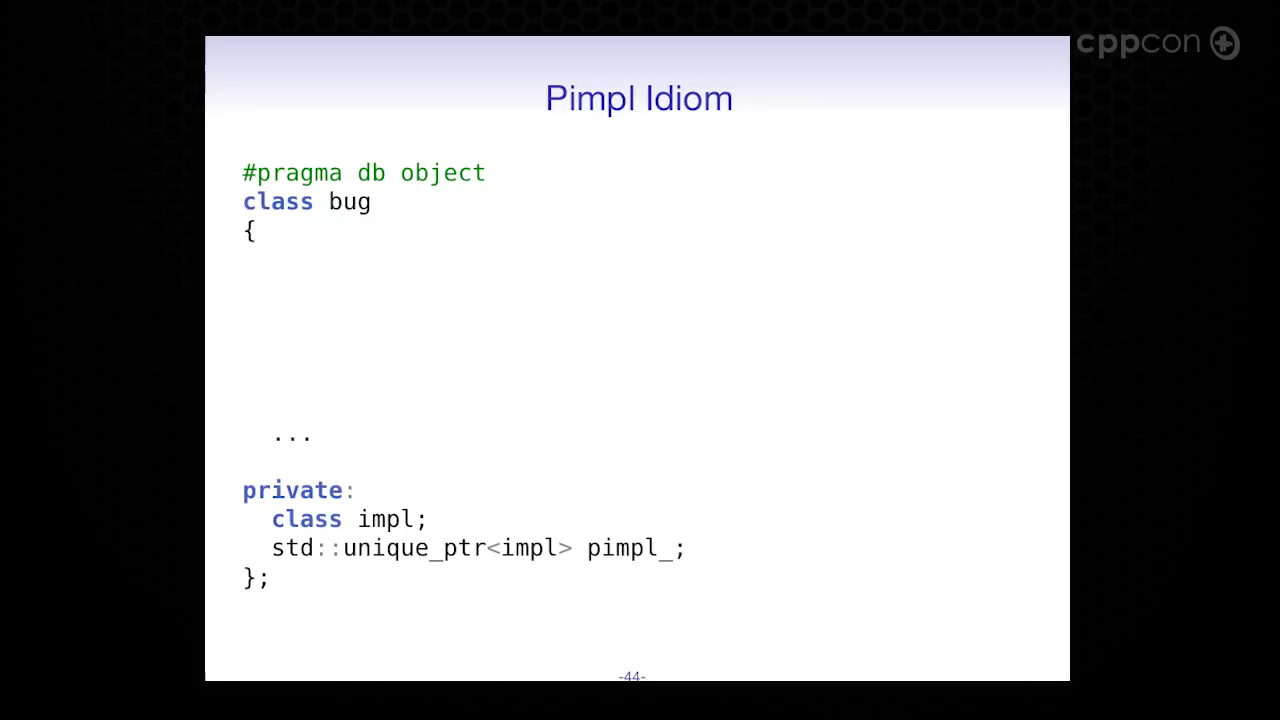 cppcon
Pimpl Idiom
#pragma db object
class bug
{
...
private:
class impl;
std::unique_ptr<impl> pimpl_;
};
-44-